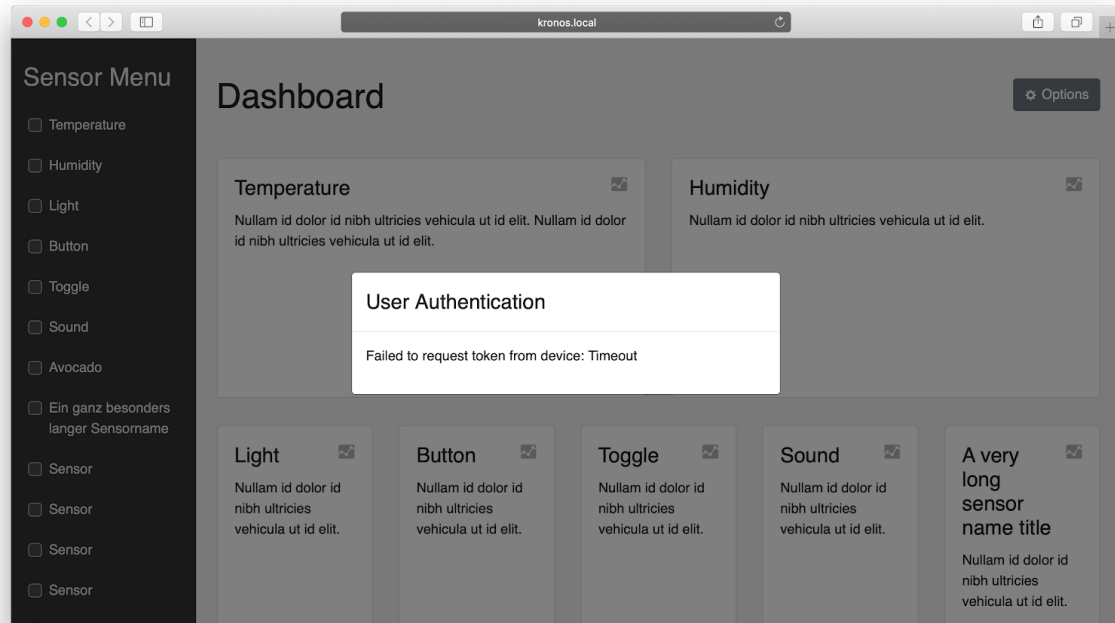 kronos.local
Sensor Menu
Temperature
Humidity
Light
Button
Toggle
Sound
Avocado
Ein ganz besonders
langer Sensorname
Sensor
Sensor
Sensor
Sensor
Dashboard
Options
Temperature
Nullam id dolor id nibh ultricies vehicula ut id elit. Nullam id dolor
id nibh ultricies vehicula ut id elit.
Humidity
Nullam id dolor id nibh ultricies vehicula ut id elit.
User Authentication
Failed to request token from device: Timeout
Light
Nullam id dolor id
nibh ultricies
vehicula ut id elit.
Button
Nullam id dolor id
nibh ultricies
vehicula ut id elit.
Toggle
Nullam id dolor id
nibh ultricies
vehicula ut id elit.
Sound
Nullam id dolor id
nibh ultricies
vehicula ut id elit.
A very
long
sensor
name title
Nullam id dolor id
nibh ultricies
vehicula ut id elit.